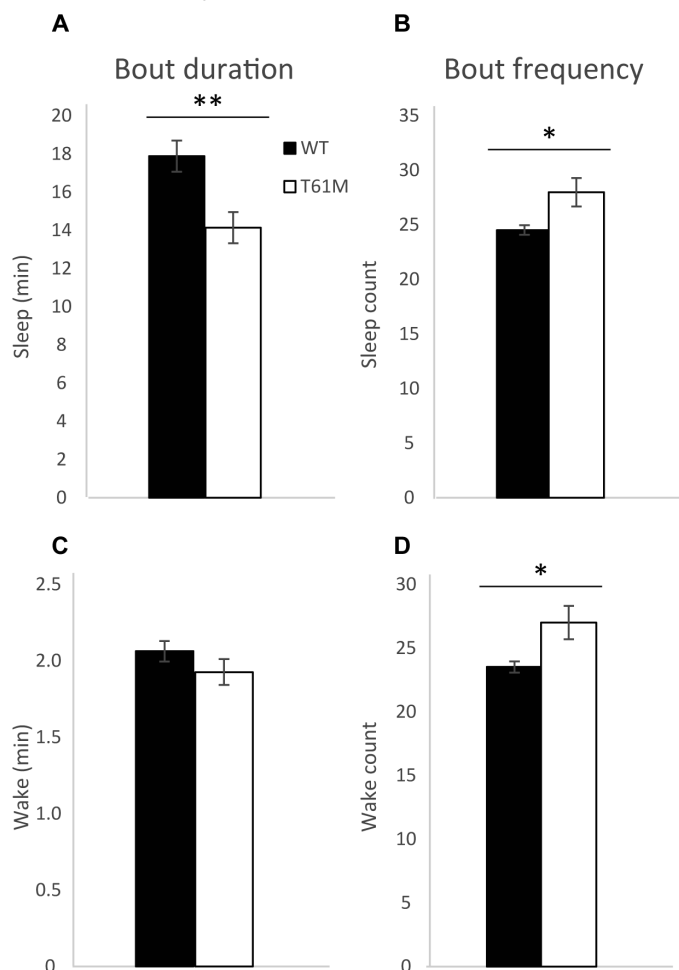 A
Bout duration
**
20
18
16
14
12
10
8
6
4
2
0
Sleep (min)
WT
T61M
B
Bout frequency
*
35
30
25
20
15
10
5
0
Sleep count
C
2.5
2.0
1.5
1.0
0.5
0
Wake (min)
D
*
30
25
20
15
10
5
0
Wake count